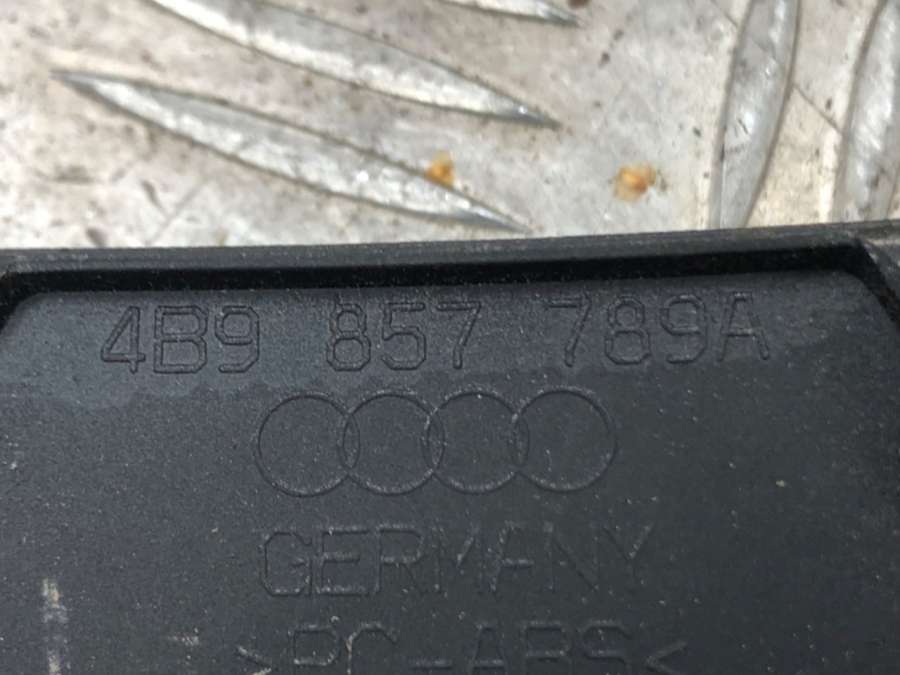 4B9 857 789A
GERMANY
>PC-ABS<